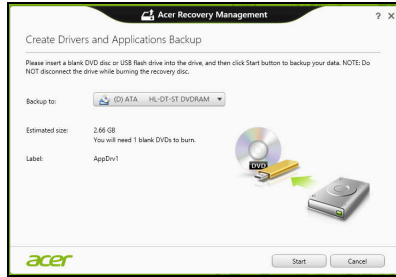 Acer Recovery Management
? X
Create Drivers and Applications Backup
Please insert a blank DVD disc or USB flash drive into the drive, and then click Start button to backup your data. NOTE: Do
NOT disconnect the drive while burning the recovery disc.
Backup to: (D) ATA HL-DT-ST DVDRAM
Estimated size: 2.66 GB
You will need 1 blank DVDs to burn.
Label: AppDrv1
DVD
acer Start Cancel